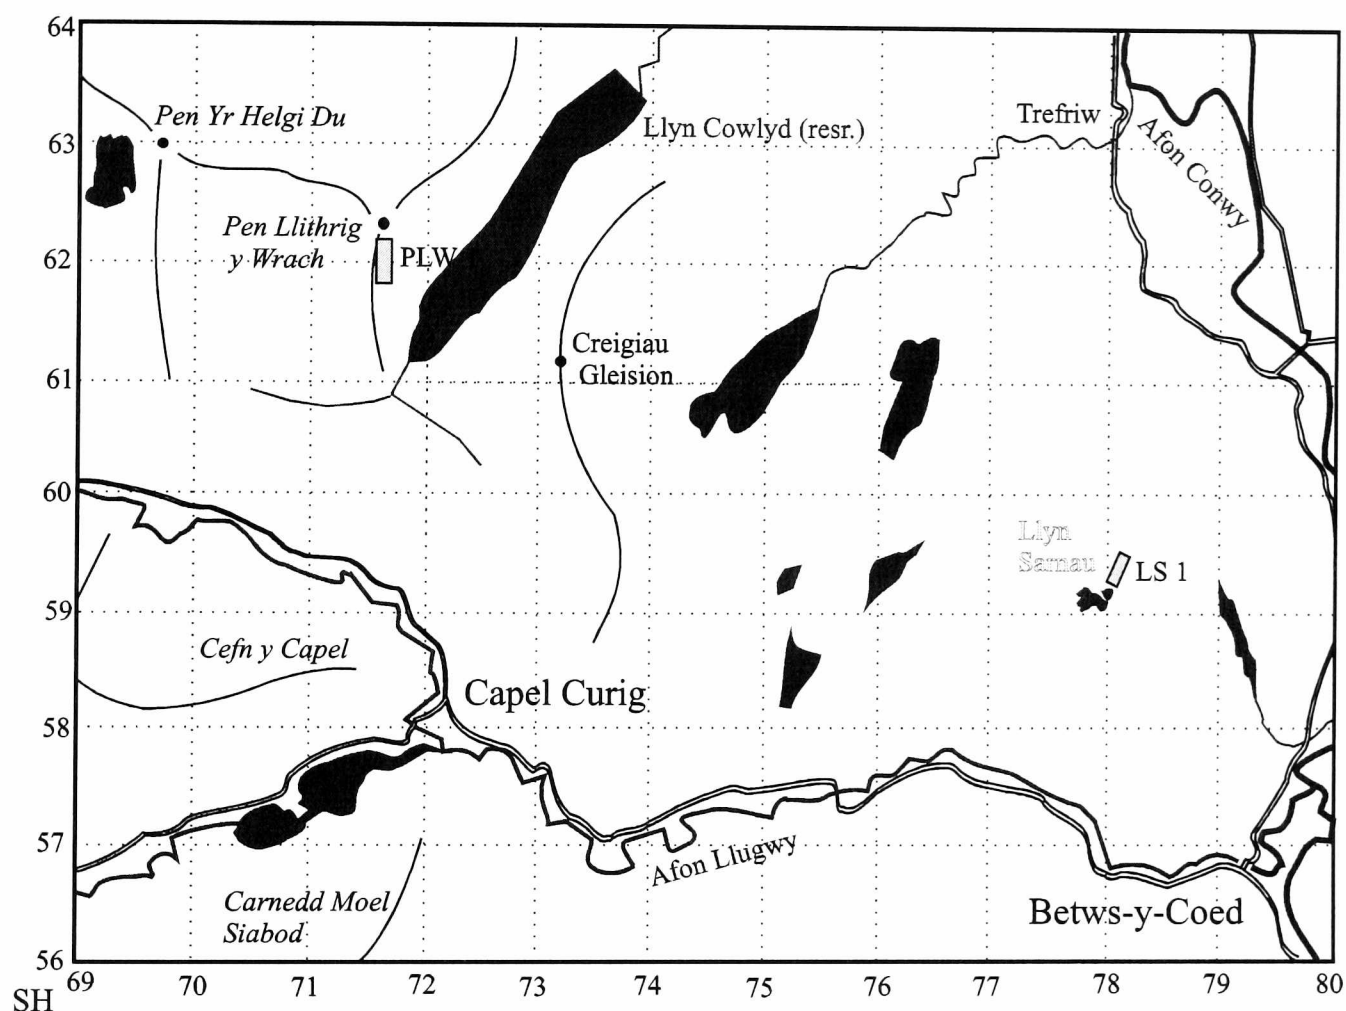 64
Pen Yr Helgi Du
Trefriw
Llyn Cowlyd (resr.)
63
Afon Conwy
Pen Llithrig
y Wrach
PLW
62
Creigiau
Gleision
61
60
Llyn
Sarnau
LS 1
59
Cefn y Capel
Capel Curig
58
57
Afon Llugwy
Carnedd Moel
Siabod
Betws-y-Coed
56
69 70 71 72 73 74 75 76 77 78 79 80
SH